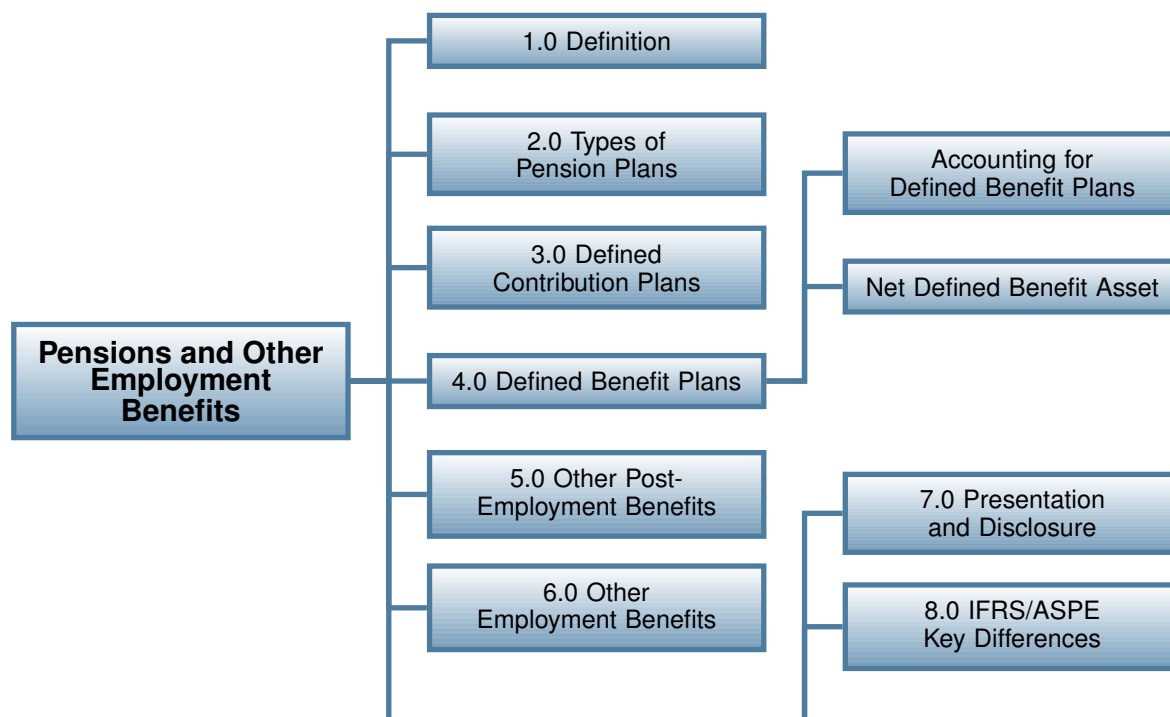 1.0 Definition
2.0 Types of
Pension Plans
3.0 Defined
Contribution Plans
Pensions and Other
Employment
Benefits
4.0 Defined Benefit Plans
Accounting for
Defined Benefit Plans
Net Defined Benefit Asset
5.0 Other Post-
Employment Benefits
6.0 Other
Employment Benefits
7.0 Presentation
and Disclosure
8.0 IFRS/ASPE
Key Differences